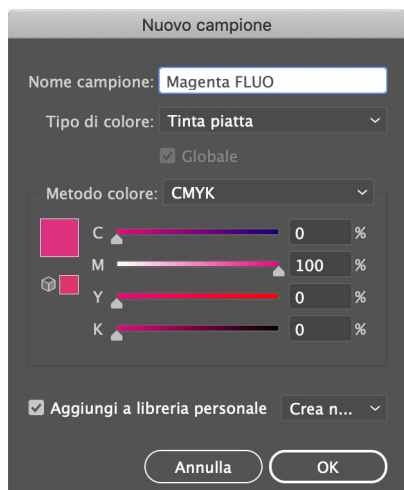 Nuovo campione
Nome campione: Magenta FLUO
Tipo di colore: Tinta piatta
Globale
Metodo colore: CMYK
C 0 %
M 100 %
Y 0 %
K 0 %
Aggiungi a libreria personale Crea n...
Annulla OK